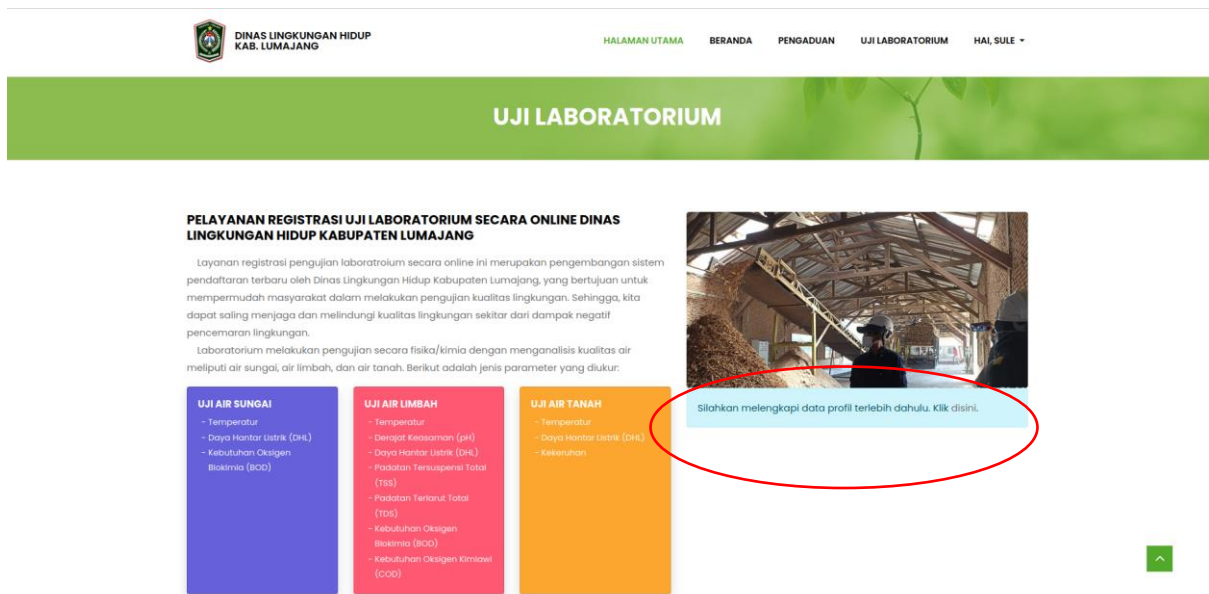 DINAS LINGKUNGAN HIDUP
KAB. LUMAJANG
HALAMAN UTAMA
BERANDA
PENGADUAN
UJI LABORATORIUM
HAI, SULE
UJI LABORATORIUM
PELAYANAN REGISTRASI UJI LABORATORIUM SECARA ONLINE DINAS
LINGKUNGAN HIDUP KABUPATEN LUMAJANG
Layanan registrasi pengujian laboratroium secara online ini merupakan pengembangan sistem
pendaftaran terbaru oleh Dinas Lingkungan Hidup Kabupaten Lumajang, yang bertujuan untuk
mempermudah masyarakat dalam melakukan pengujian kualitas lingkungan. Sehingga, kita
dapat saling menjaga dan melindungi kualitas lingkungan sekitar dari dampak negatif
pencemaran lingkungan.
Laboratorium melakukan pengujian secara fisika/kimia dengan menganalisis kualitas air
meliputi air sungai, air limbah, dan air tanah. Berikut adalah jenis parameter yang diukur:
UJI AIR SUNGAI
- Temperatur
- Daya Hantar Listrik (DHL)
- Kebutuhan Oksigen
Biokimia (BOD)
UJI AIR LIMBAH
- Temperatur
- Derajat Keasaman (pH)
- Daya Hantar Listrik (DHL)
- Padatan Tersuspensi Total
(TSS)
- Padatan Terlarut Total
(TDS)
- Kebutuhan Oksigen
Biokimia (BOD)
- Kebutuhan Oksigen Kimiawi
(COD)
UJI AIR TANAH
- Temperatur
- Daya Hantar Listrik (DHL)
- Kekeruhan
Silahkan melengkapi data profil terlebih dahulu. Klik disini.